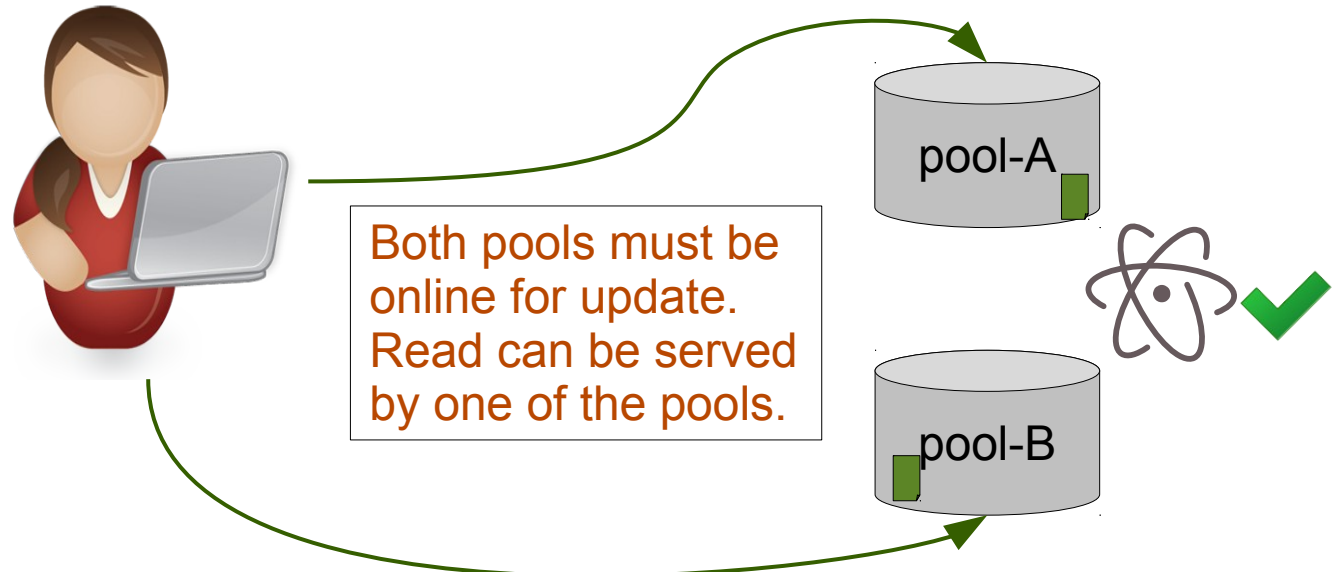 pool-A
Both pools must be
online for update.
Read can be served
by one of the pools.
pool-B